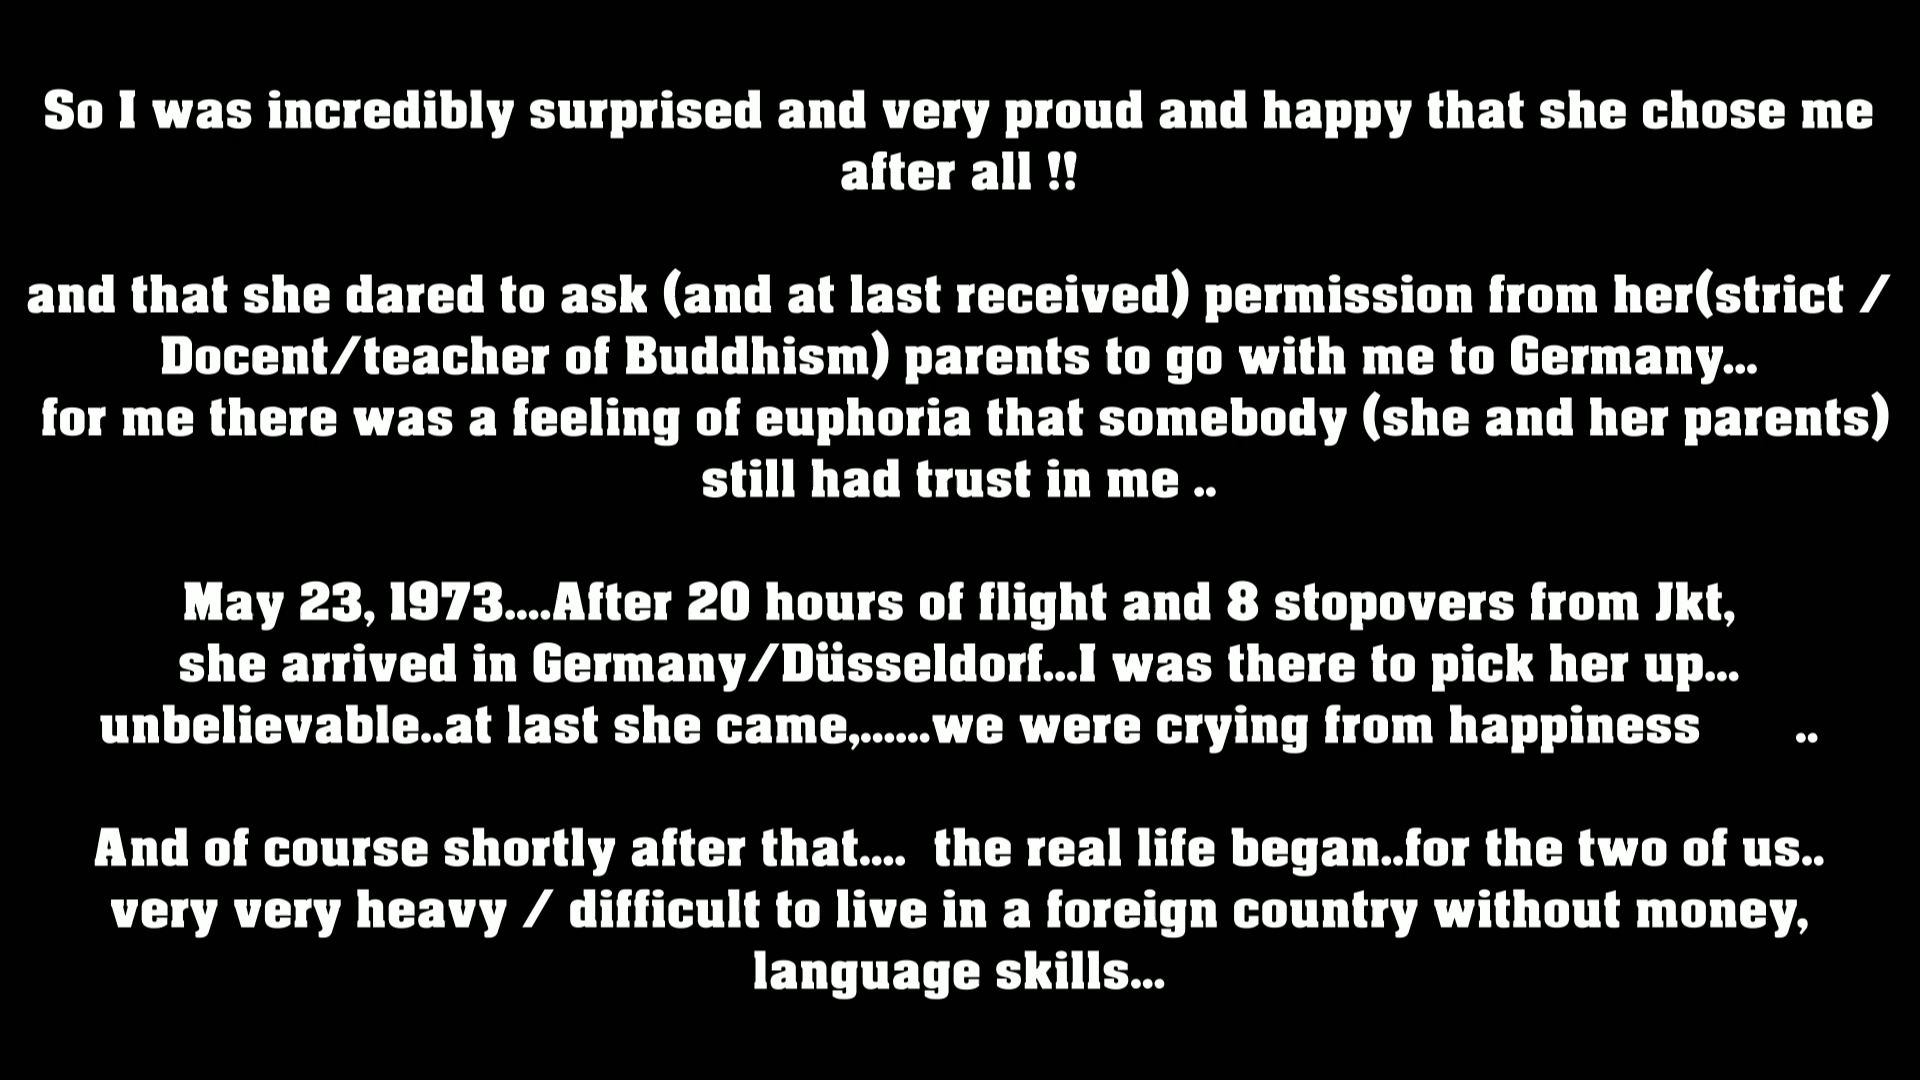 So I was incredibly surprised and very proud and happy that she chose me
after all !!
and that she dared to ask (and at last received) permission from her(strict /
Docent/teacher of Buddhism) parents to go with me to Germany...
for me there was a feeling of euphoria that somebody (she and her parents)
still had trust in me ..
May 23, 1973....After 20 hours of flight and 8 stopovers from Jkt,
she arrived in Germany/Düsseldorf...I was there to pick her up...
unbelievable..at last she came,......we were crying from happiness ..
And of course shortly after that.... the real life began..for the two of us..
very very heavy / difficult to live in a foreign country without money,
language skills...